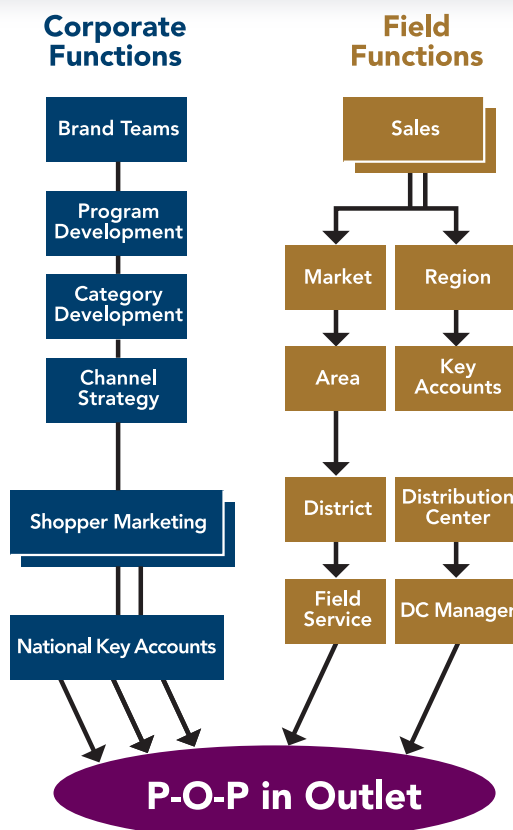 Corporate
Functions
Brand Teams
Program
Development
Category
Development
Channel
Strategy
Shopper Marketing
National Key Accounts
Field
Functions
Sales
Market
Region
Area
Key
Accounts
District
Distribution
Center
Field
Service
DC Manager
P-O-P in Outlet